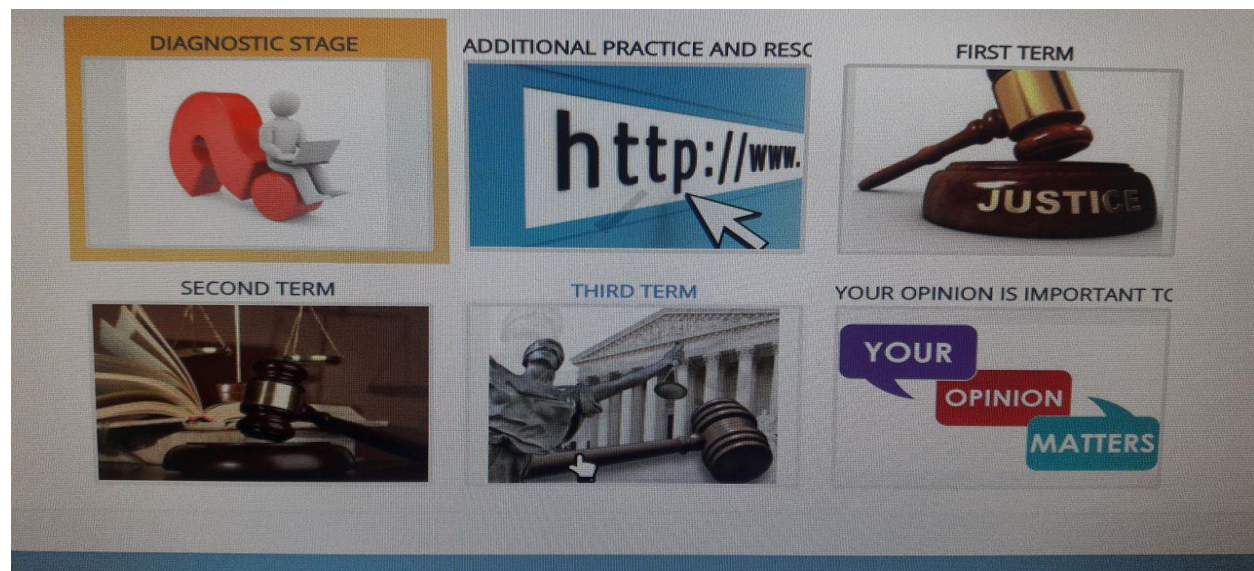 DIAGNOSTIC STAGE
ADDITIONAL PRACTICE AND RESC
FIRST TERM
http://www.
JUSTICE
SECOND TERM
THIRD TERM
YOUR OPINION IS IMPORTANT TO
YOUR
OPINION
MATTERS